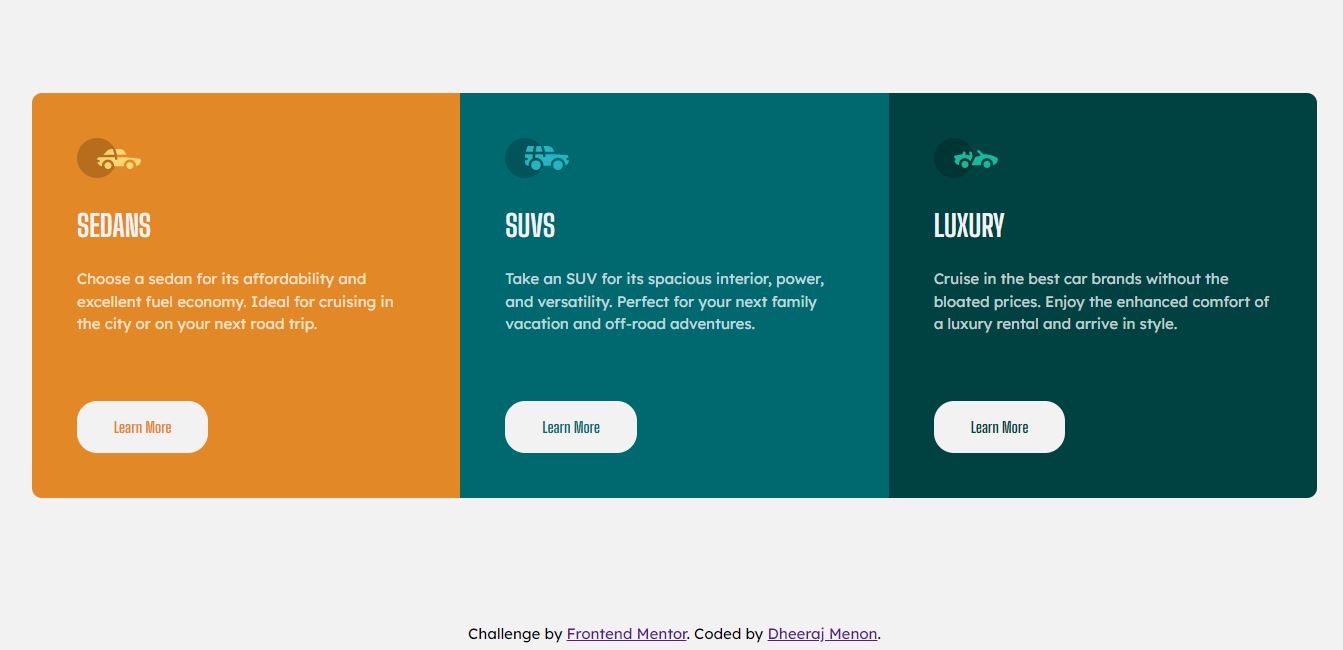 SEDANS
Choose a sedan for its affordability and
excellent fuel economy. Ideal for cruising in
the city or on your next road trip.
Learn More
SUVS
Take an SUV for its spacious interior, power,
and versatility. Perfect for your next family
vacation and off-road adventures.
Learn More
LUXURY
Cruise in the best car brands without the
bloated prices. Enjoy the enhanced comfort of
a luxury rental and arrive in style.
Learn More
Challenge by Frontend Mentor. Coded by Dheeraj Menon.